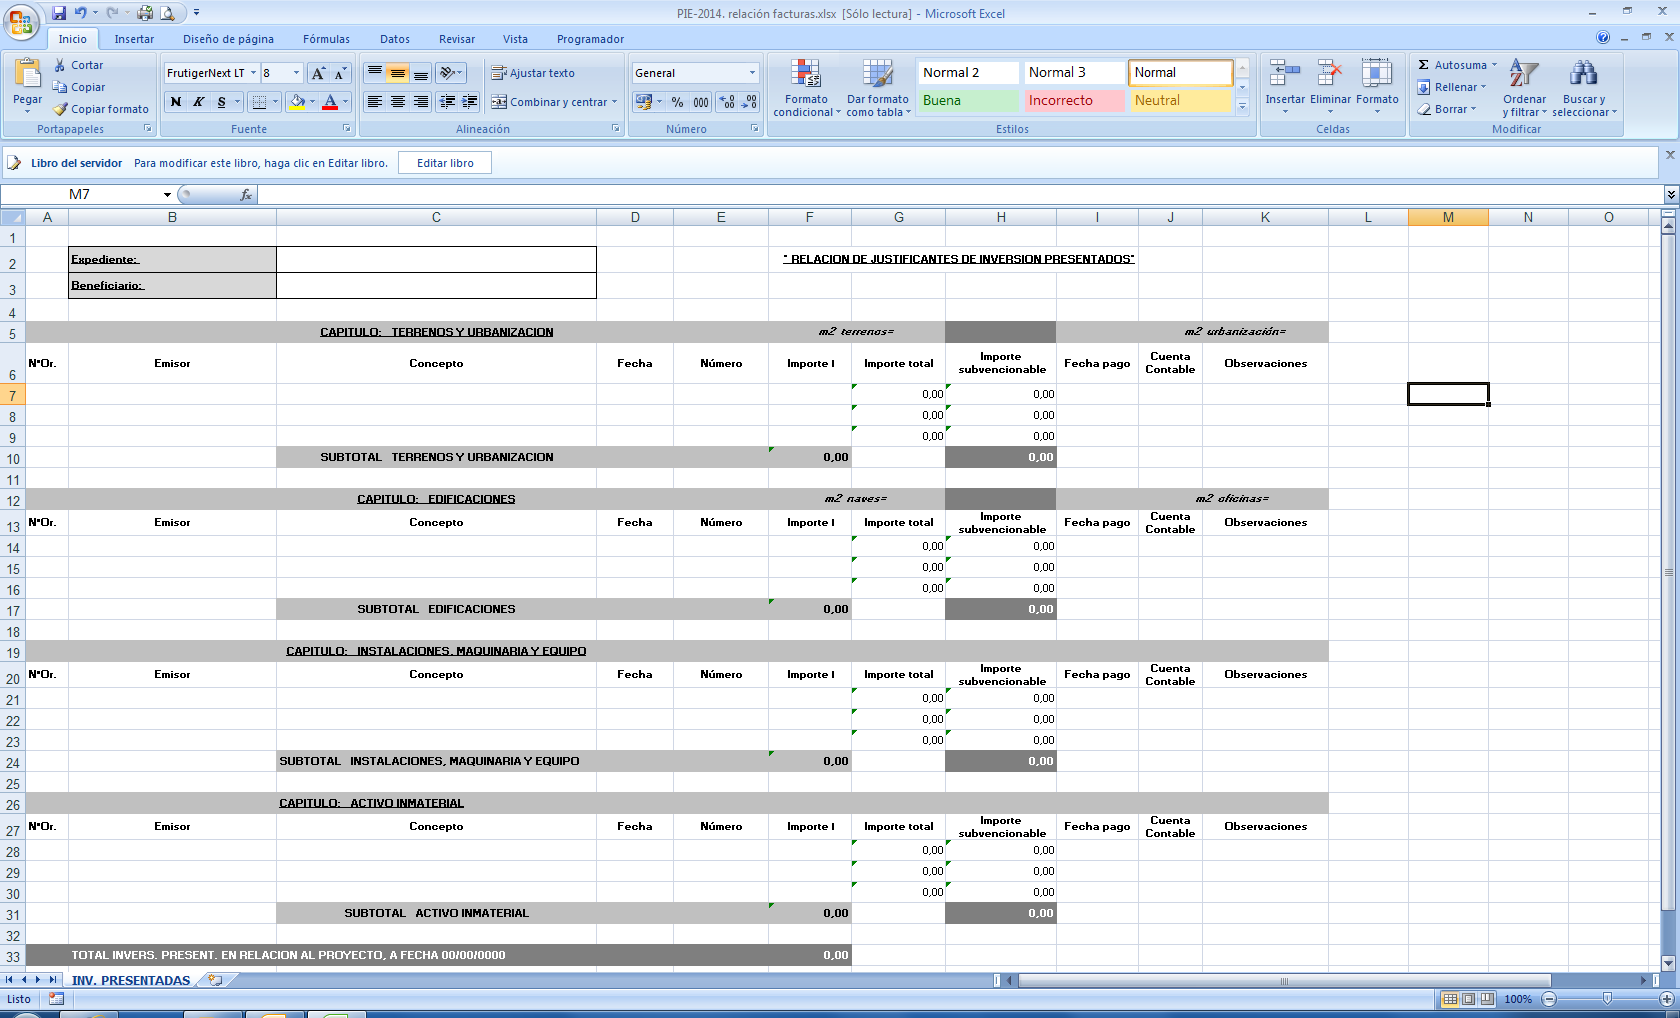 PIE-2014. relación facturas.xlsx [Sólo lectura] - Microsoft Excel
Inicio Insertar Diseño de página Fórmulas Datos Revisar Vista Programador
Pegar Cortar Copiar Copiar formato Portapapeles
FrutigerNext LT 8 N K S Fuente
Ajustar texto Combinar y centrar Alineación
General % 000 Número
Formato condicional Dar formato como tabla
Normal 2 Normal 3 Normal
Buena Incorrecto Neutral
Estilos
Insertar Eliminar Formato Celdas
Σ Autosuma Rellenar Borrar Ordenar y filtrar Buscar y seleccionar Modificar
Libro del servidor Para modificar este libro, haga clic en Editar libro. Editar libro
M7 fx
A B C D E F G H I J K L M N O
1
2 Expediente: " RELACION DE JUSTIFICANTES DE INVERSION PRESENTADOS"
3 Beneficiario:
4
5 CAPITULO: TERRENOS Y URBANIZACION m2 terrenos= m2 urbanización=
6 NºOr. Emisor Concepto Fecha Número Importe I Importe total Importe subvencionable Fecha pago Cuenta Contable Observaciones
7 0,00 0,00
8 0,00 0,00
9 0,00 0,00
10 SUBTOTAL TERRENOS Y URBANIZACION 0,00 0,00
11
12 CAPITULO: EDIFICACIONES m2 naves= m2 oficinas=
13 NºOr. Emisor Concepto Fecha Número Importe I Importe total Importe subvencionable Fecha pago Cuenta Contable Observaciones
14 0,00 0,00
15 0,00 0,00
16 0,00 0,00
17 SUBTOTAL EDIFICACIONES 0,00 0,00
18
19 CAPITULO: INSTALACIONES, MAQUINARIA Y EQUIPO
20 NºOr. Emisor Concepto Fecha Número Importe I Importe total Importe subvencionable Fecha pago Cuenta Contable Observaciones
21 0,00 0,00
22 0,00 0,00
23 0,00 0,00
24 SUBTOTAL INSTALACIONES, MAQUINARIA Y EQUIPO 0,00 0,00
25
26 CAPITULO: ACTIVO INMATERIAL
27 NºOr. Emisor Concepto Fecha Número Importe I Importe total Importe subvencionable Fecha pago Cuenta Contable Observaciones
28 0,00 0,00
29 0,00 0,00
30 0,00 0,00
31 SUBTOTAL ACTIVO INMATERIAL 0,00 0,00
32
33 TOTAL INVERS. PRESENT. EN RELACION AL PROYECTO, A FECHA 00/00/0000 0,00
INV. PRESENTADAS
Listo 100%